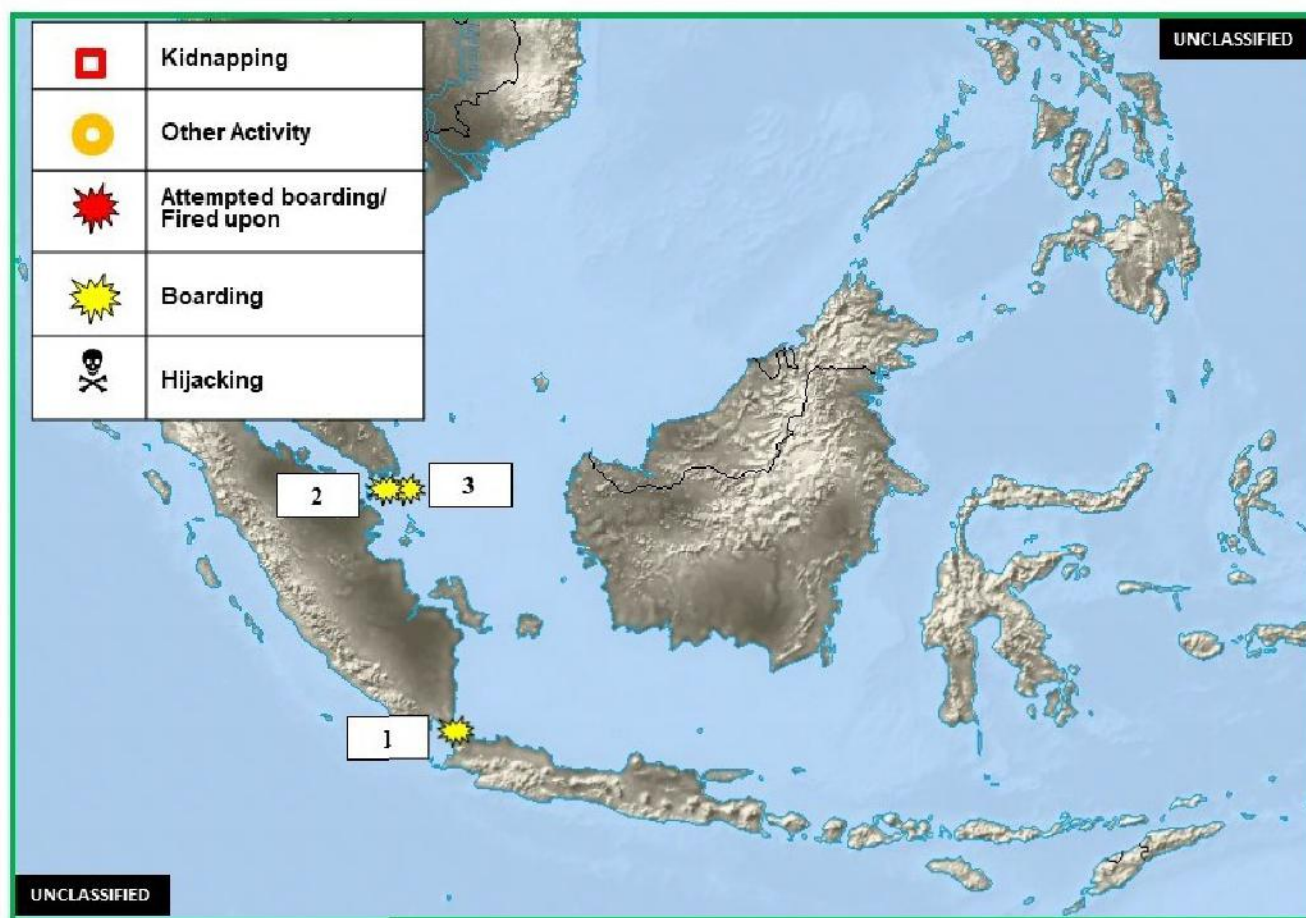 UNCLASSIFIED
Kidnapping
Other Activity
Attempted boarding/
Fired upon
Boarding
Hijacking
2
3
1
UNCLASSIFIED